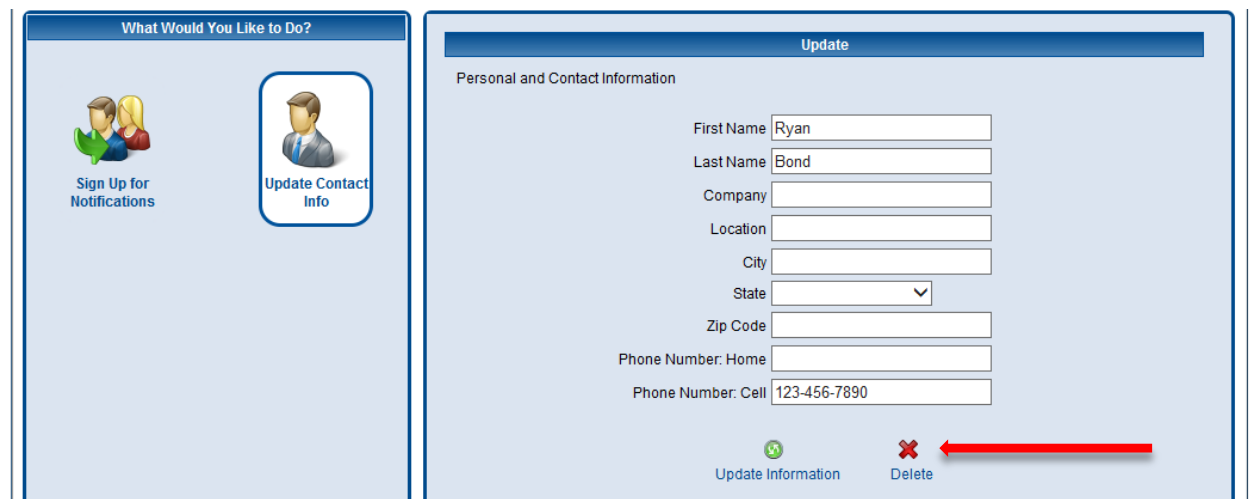 What Would You Like to Do?
Sign Up for
Notifications
Update Contact
Info
Update
Personal and Contact Information
First Name Ryan
Last Name Bond
Company
Location
City
State
Zip Code
Phone Number: Home
Phone Number: Cell 123-456-7890
Update Information Delete